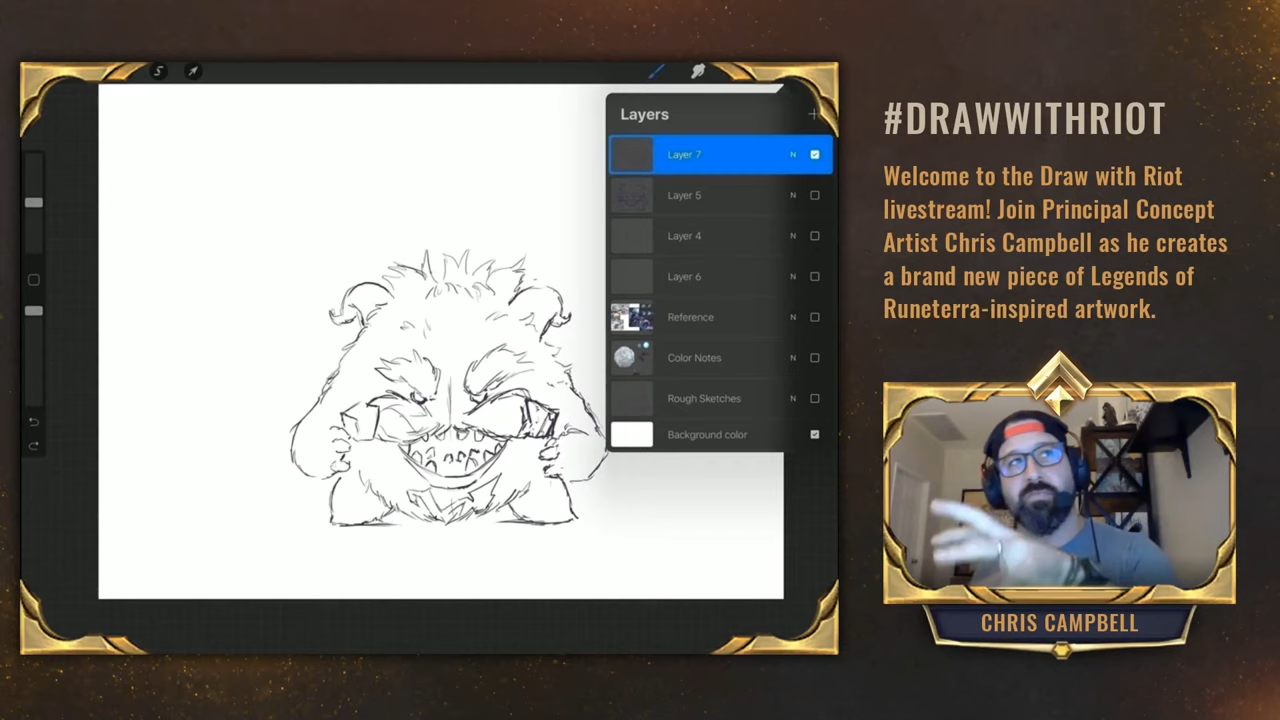 Layers
Layer 7 N
Layer 5 N
Layer 4 N
Layer 6 N
Reference N
Color Notes N
Rough Sketches N
Background color
#DRAWWITHRIOT
Welcome to the Draw with Riot
livestream! Join Principal Concept
Artist Chris Campbell as he creates
a brand new piece of Legends of
Runeterra-inspired artwork.
CHRIS CAMPBELL